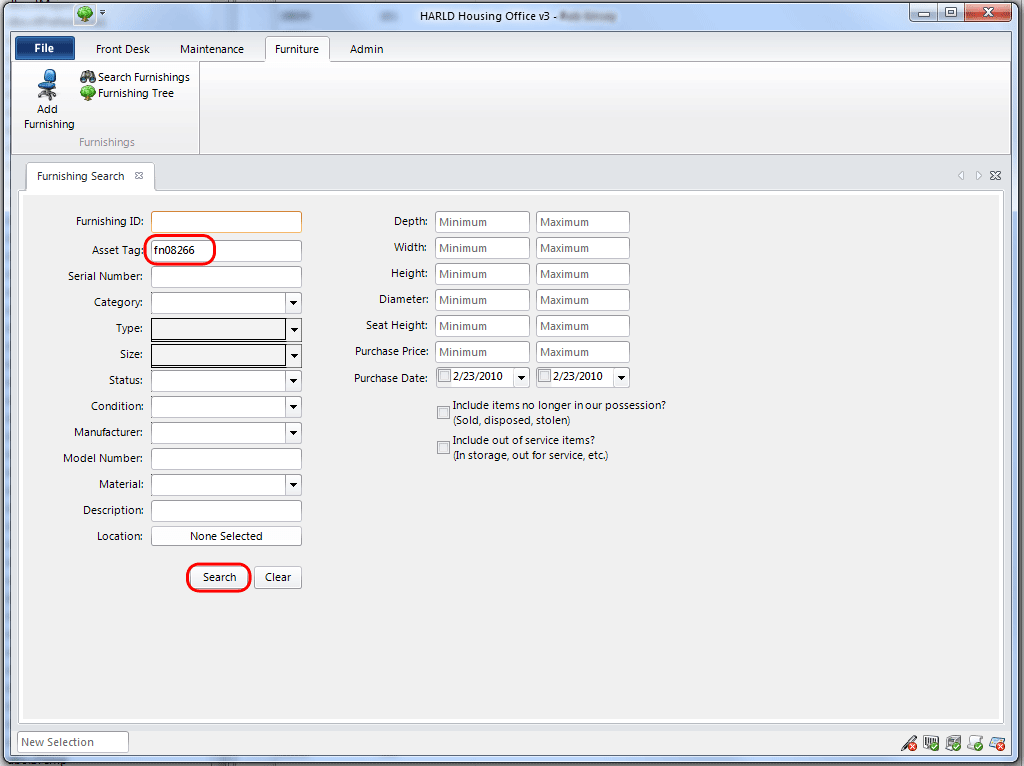 HARLD Housing Office v3 -
File Front Desk Maintenance Furniture Admin
Search Furnishings
Furnishing Tree
Add
Furnishing
Furnishings
Furnishing Search
Furnishing ID:
Asset Tag: fn08266
Serial Number:
Category:
Type:
Size:
Status:
Condition:
Manufacturer:
Model Number:
Material:
Description:
Location: None Selected
Search Clear
Depth: Minimum Maximum
Width: Minimum Maximum
Height: Minimum Maximum
Diameter: Minimum Maximum
Seat Height: Minimum Maximum
Purchase Price: Minimum Maximum
Purchase Date: 2/23/2010 2/23/2010
Include items no longer in our possession?
(Sold, disposed, stolen)
Include out of service items?
(In storage, out for service, etc.)
New Selection